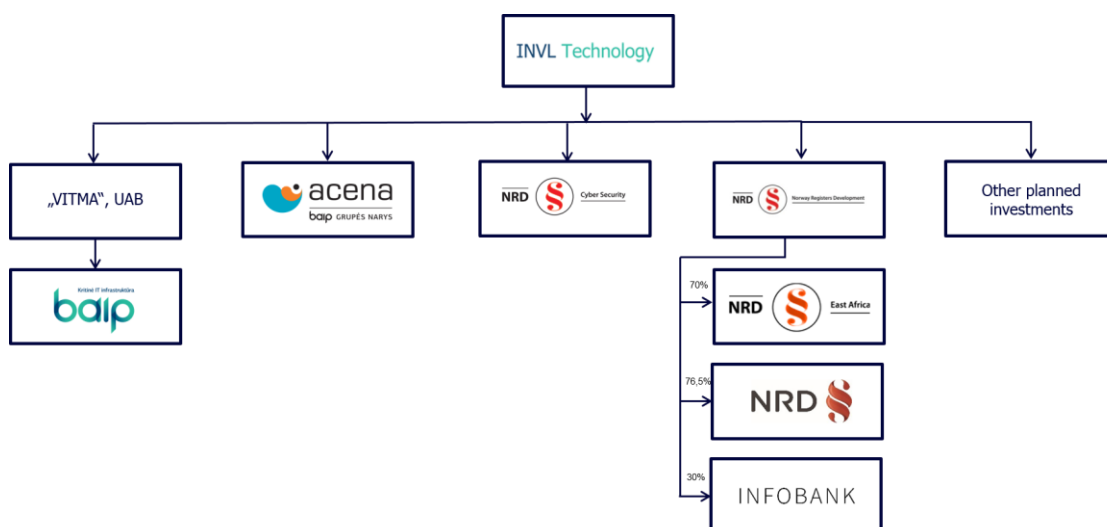 INVL Technology
„VITMA“, UAB
acena
baip GRUPĖS NARYS
NRD Cyber Security
NRD Norway Registers Development
Other planned
investments
Kritinė IT infrastruktūra
baip
70%
NRD East Africa
76,5%
NRD
30%
INFOBANK